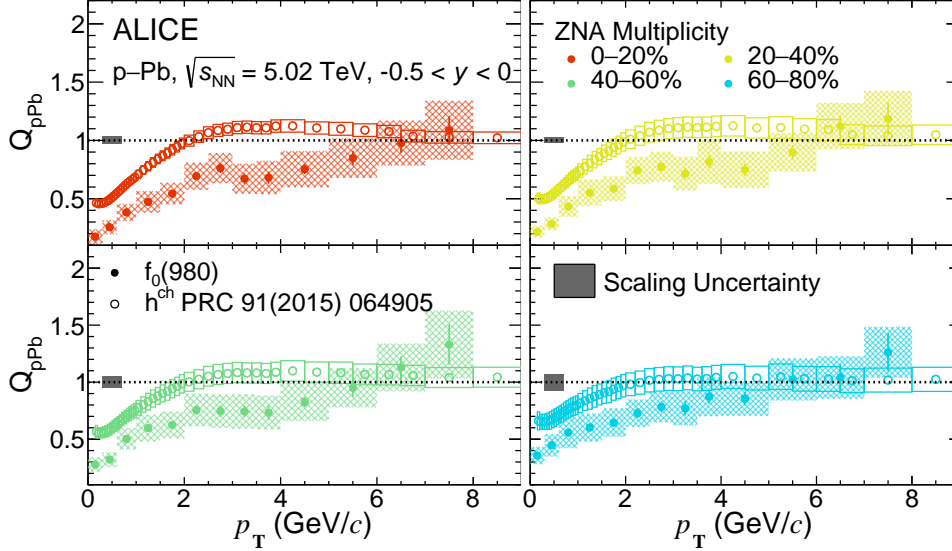 ALICE
p–Pb, √sNN = 5.02 TeV, -0.5 < y < 0
ZNA Multiplicity
0–20%
20–40%
40–60%
60–80%
QpPb
2
1.5
1
0.5
f0(980)
hch PRC 91(2015) 064905
Scaling Uncertainty
QpPb
2
1.5
1
0.5
0 2 4 6 8
0 2 4 6 8
pT (GeV/c)
pT (GeV/c)